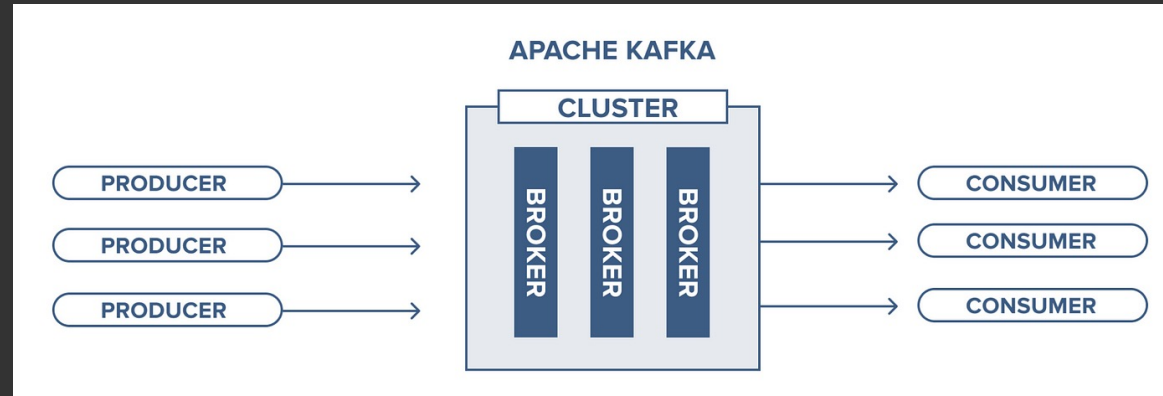 APACHE KAFKA
CLUSTER
PRODUCER
PRODUCER
PRODUCER
BROKER
BROKER
BROKER
CONSUMER
CONSUMER
CONSUMER